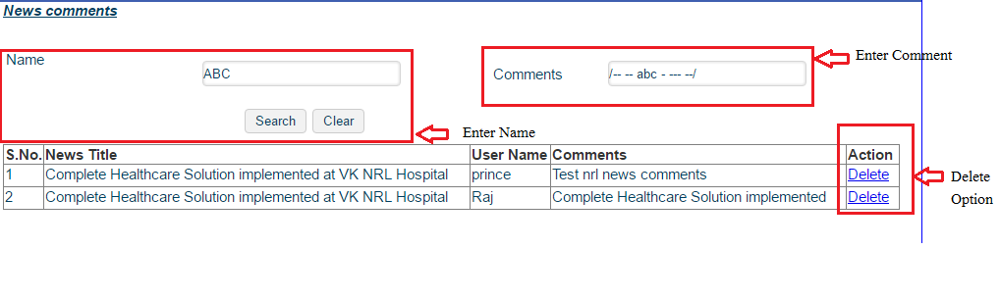 News comments
Name
ABC
Comments
/-- -- abc - --- --/
Enter Comment
Search Clear
Enter Name
S.No. News Title User Name Comments Action
1 Complete Healthcare Solution implemented at VK NRL Hospital prince Test nrl news comments Delete
2 Complete Healthcare Solution implemented at VK NRL Hospital Raj Complete Healthcare Solution implemented Delete
Delete
Option